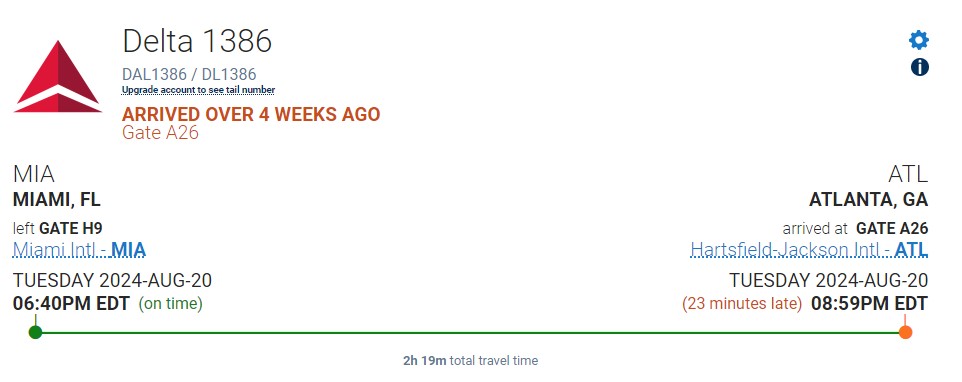 Delta 1386
DAL1386 / DL1386
Upgrade account to see tail number
ARRIVED OVER 4 WEEKS AGO
Gate A26
MIA
MIAMI, FL
left GATE H9
Miami Intl - MIA
TUESDAY 2024-AUG-20
06:40PM EDT (on time)
ATL
ATLANTA, GA
arrived at GATE A26
Hartsfield-Jackson Intl - ATL
TUESDAY 2024-AUG-20
(23 minutes late) 08:59PM EDT
2h 19m total travel time